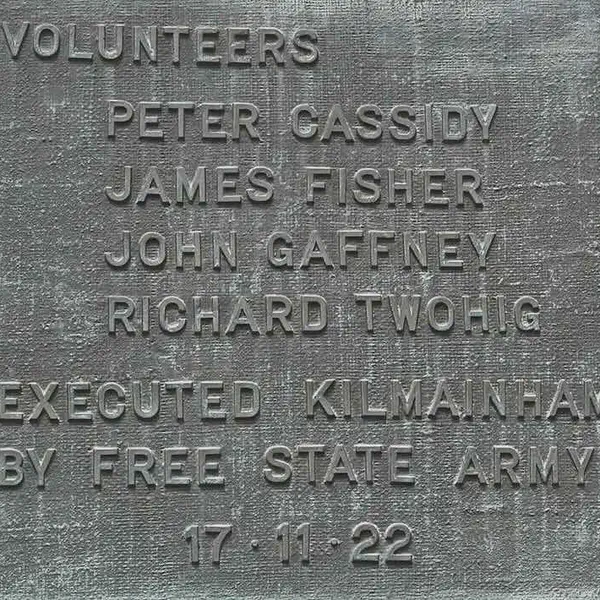 VOLUNTEERS
PETER CASSIDY
JAMES FISHER
JOHN GAFFNEY
RICHARD TWOHIG
EXECUTED KILMAINHAM
BY FREE STATE ARMY
17·11·22